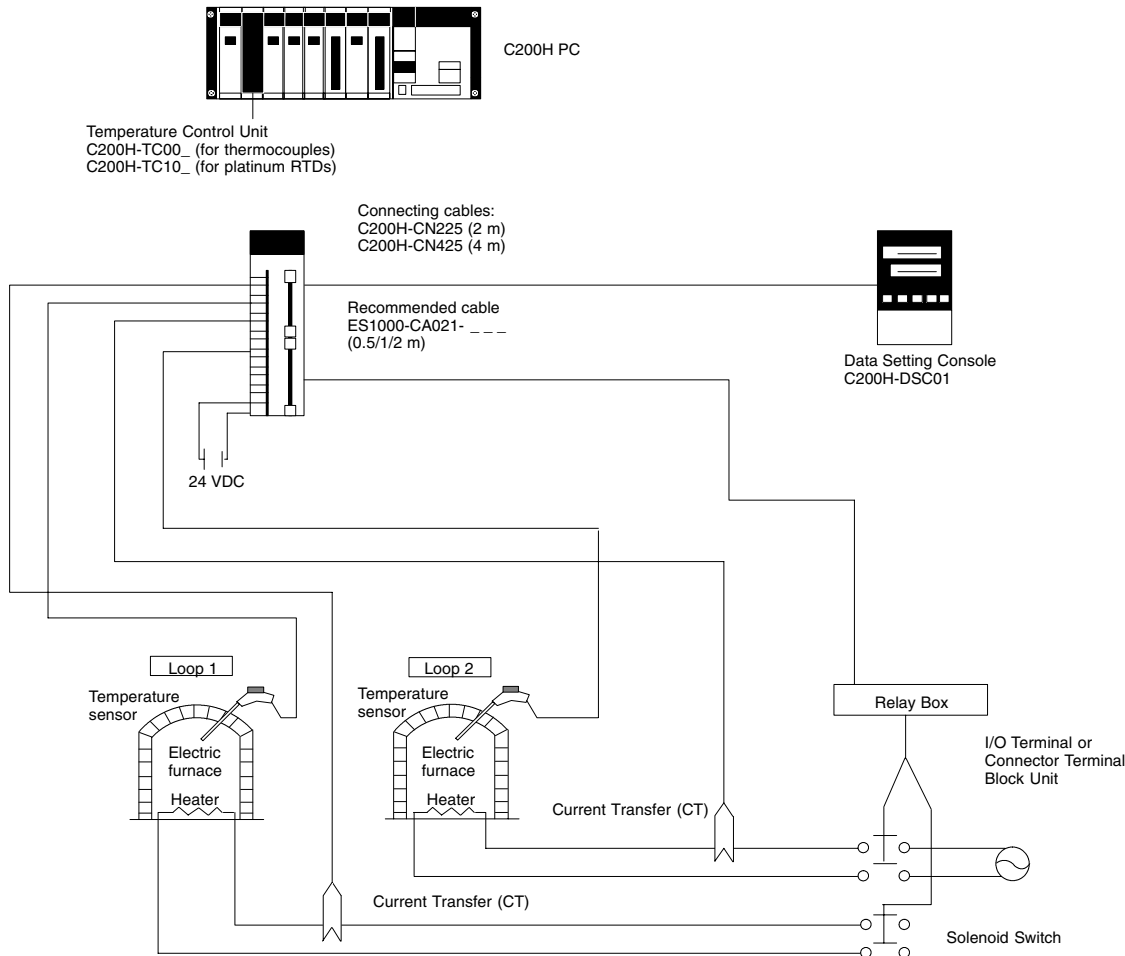 C200H PC
Temperature Control Unit
C200H-TC00_ (for thermocouples)
C200H-TC10_ (for platinum RTDs)
Connecting cables:
C200H-CN225 (2 m)
C200H-CN425 (4 m)
Recommended cable
ES1000-CA021- _ _ _
(0.5/1/2 m)
Data Setting Console
C200H-DSC01
24 VDC
Loop 1
Temperature
sensor
Electric
furnace
Heater
Loop 2
Temperature
sensor
Electric
furnace
Heater
Relay Box
I/O Terminal or
Connector Terminal
Block Unit
Current Transfer (CT)
Current Transfer (CT)
Solenoid Switch